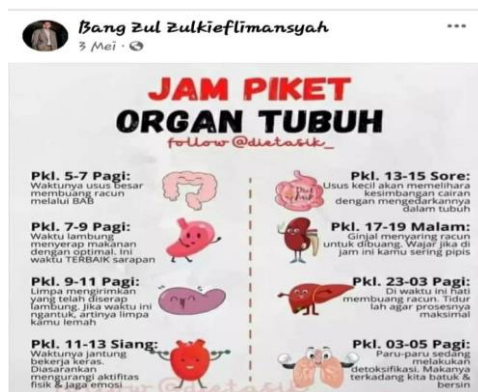 Bang Zul Zulkieflimansyah
3 Mei ·
JAM PIKET
ORGAN TUBUH
follow @dietasik_
Pkl. 5-7 Pagi:
Waktunya usus besar
membuang racun
melalui BAB
Pkl. 7-9 Pagi:
Waktu lambung
menyerap makanan
dengan optimal. Ini
waktu TERBAIK sarapan
Pkl. 9-11 Pagi:
Limpa mengirimkan
yang telah diserap
lambung. Jika waktu ini
ngantuk, artinya limpa
kamu lemah
Pkl. 11-13 Siang:
Waktunya jantung
bekerja keras.
Diasarankan
mengurangi aktifitas
fisik & jaga emosi
Pkl. 13-15 Sore:
Usus kecil akan memelihara
kesimbangan cairan
dengan mengedarkannya
dalam tubuh
Pkl. 17-19 Malam:
Ginjal menyaring racun
untuk dibuang. Wajar jika di
jam ini kamu sering pipis
Pkl. 23-03 Pagi:
Di waktu ini hati
membuang racun. Tidur
lah agar prosesnya
maksimal
Pkl. 03-05 Pagi:
Paru-paru sedang
melakukan
detoksifikasi. Makanya
terkadang kita batuk &
bersin